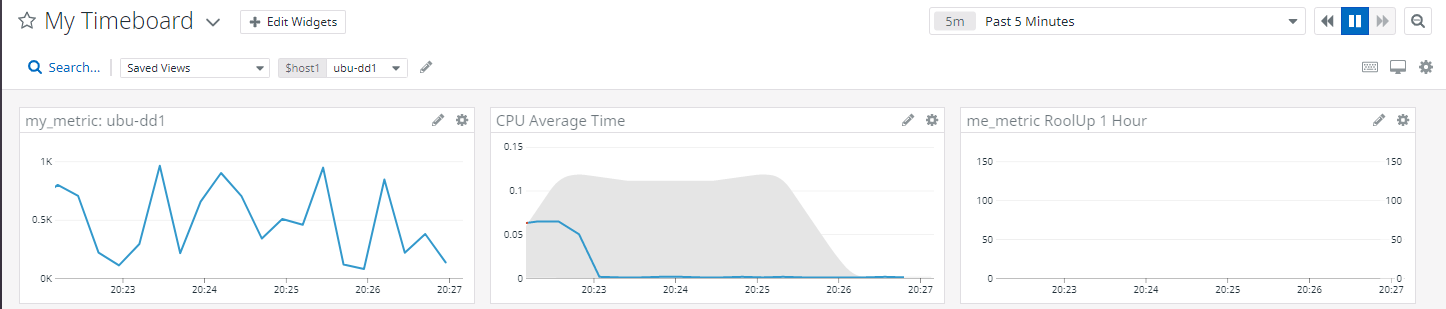 My Timeboard
Edit Widgets
5m Past 5 Minutes
Search...
Saved Views
$host1 ubu-dd1
my_metric: ubu-dd1
1K
0.5K
0K
20:23 20:24 20:25 20:26 20:27
CPU Average Time
0.15
0.1
0.05
0
20:23 20:24 20:25 20:26 20:27
me_metric RoolUp 1 Hour
150 150
100 100
50 50
0 0
20:23 20:24 20:25 20:26 20:27